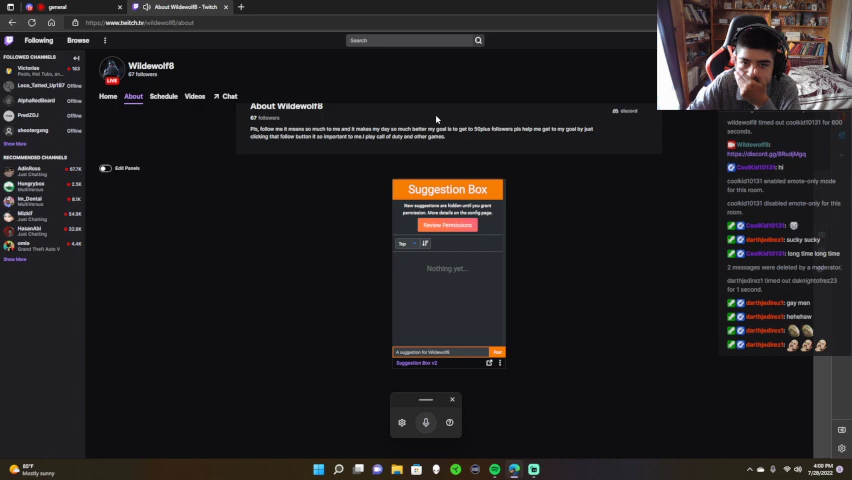 general
About Wildewolf8 - Twitch
https://www.twitch.tv/wildewolf8/about
Following
Browse
Search
FOLLOWED CHANNELS
Victorlas
163
Pools, Hot Tubs, an...
Loco_Tatted_Up187
Offline
AlphaRedBeard
Offline
PredZOJ
Offline
shootergeng
Offline
Show More
RECOMMENDED CHANNELS
AdinRoss
Just Chatting
97.7K
Hungrybox
MultiVersus
2.5K
Im_Dontai
MultiVersus
8.1K
Mizkif
Just Chatting
54.9K
HasanAbi
Just Chatting
32.8K
omie
Grand Theft Auto V
4.4K
Show More
Wildewolf8
67 followers
LIVE
Home
About
Schedule
Videos
Chat
About Wildewolf8
67 followers
discord
Pls, follow me it means so much to me and it makes my day so much better my goal is to get to 50plus followers pls help me get to my goal by just
clicking that follow button it so important to me.I play call of duty and other games.
Edit Panels
Suggestion Box
New suggestions are hidden until you grant
permission. More details on the config page.
Review Permissions
Top
Nothing yet...
A suggestion for Wildewolf8
Post
Suggestion Box v2
wildewolf8 timed out coolkid10131 for 600
seconds.
Wildewolf8:
https://discord.gg/8RudjMgq
CoolKid10131: hi
coolkid10131 enabled emote-only mode
for this room.
coolkid10131 disabled emote-only for this
room.
CoolKid10131:
darthjedirez1: sucky sucky
CoolKid10131: long time long time
2 messages were deleted by a moderator.
darthjedirez1 timed out daknightofrez23
for 1 second.
darthjedirez1: gay men
darthjedirez1: hehehaw
darthjedirez1:
darthjedirez1:
85°F
Mostly sunny
4:00 PM
7/28/2022